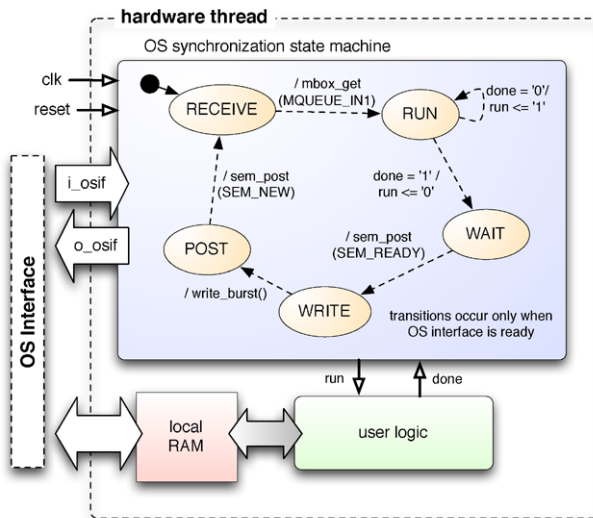 hardware thread
OS synchronization state machine
clk
reset
/ mbox_get
(MQUEUE_IN1)
RECEIVE
RUN
done = '0'/
run <= '1'
i_osif
/ sem_post
(SEM_NEW)
done = '1' /
run <= '0'
o_osif
POST
/ sem_post
(SEM_READY)
WAIT
/ write_burst()
WRITE
transitions occur only when
OS interface is ready
OS Interface
run
done
local
RAM
user logic